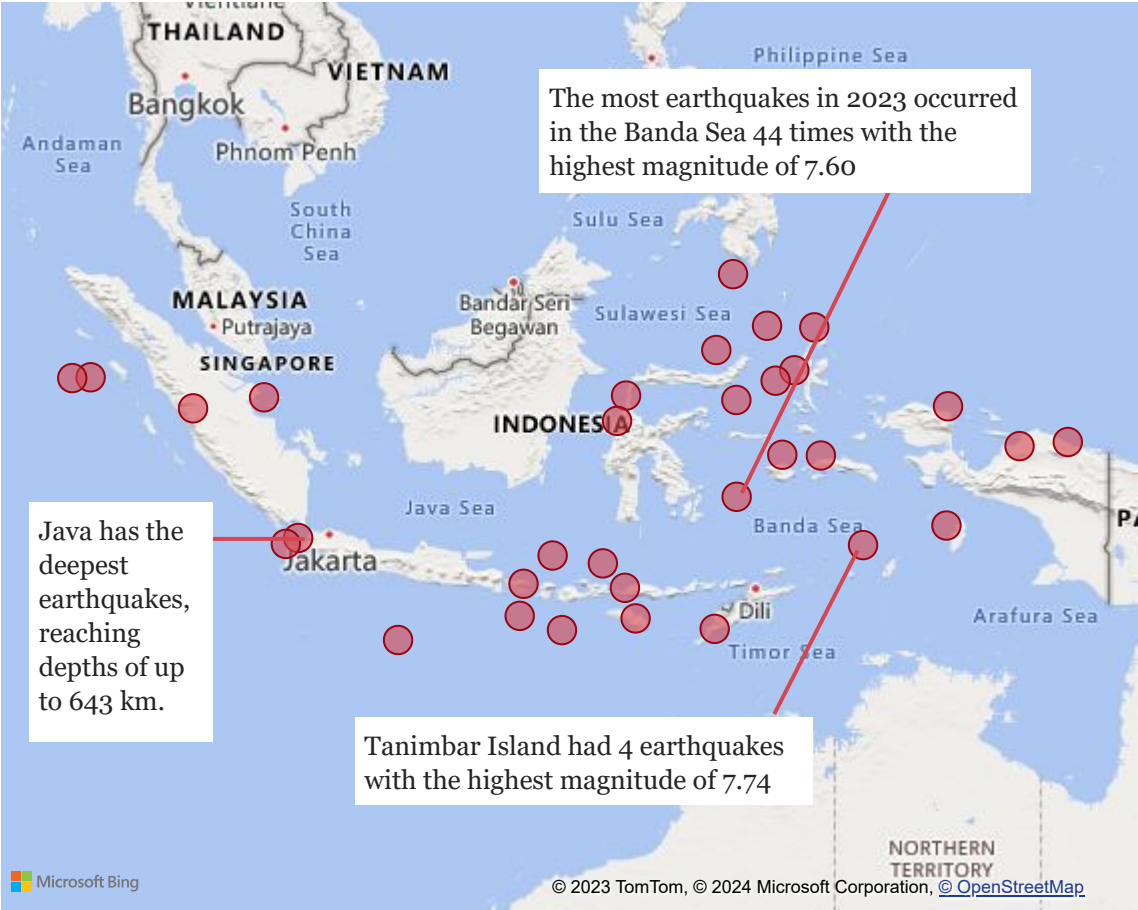 Vientiane
THAILAND
VIETNAM
Bangkok
Phnom Penh
Andaman
Sea
South
China
Sea
Philippine Sea
The most earthquakes in 2023 occurred
in the Banda Sea 44 times with the
highest magnitude of 7.60
Sulu Sea
MALAYSIA
Putrajaya
SINGAPORE
Bandar Seri
Begawan
Sulawesi Sea
INDONESIA
Java Sea
Banda Sea
Java has the
deepest
earthquakes,
reaching
depths of up
to 643 km.
Jakarta
Dili
Timor Sea
Arafura Sea
Tanimbar Island had 4 earthquakes
with the highest magnitude of 7.74
NORTHERN
TERRITORY
Microsoft Bing
© 2023 TomTom, © 2024 Microsoft Corporation, © OpenStreetMap